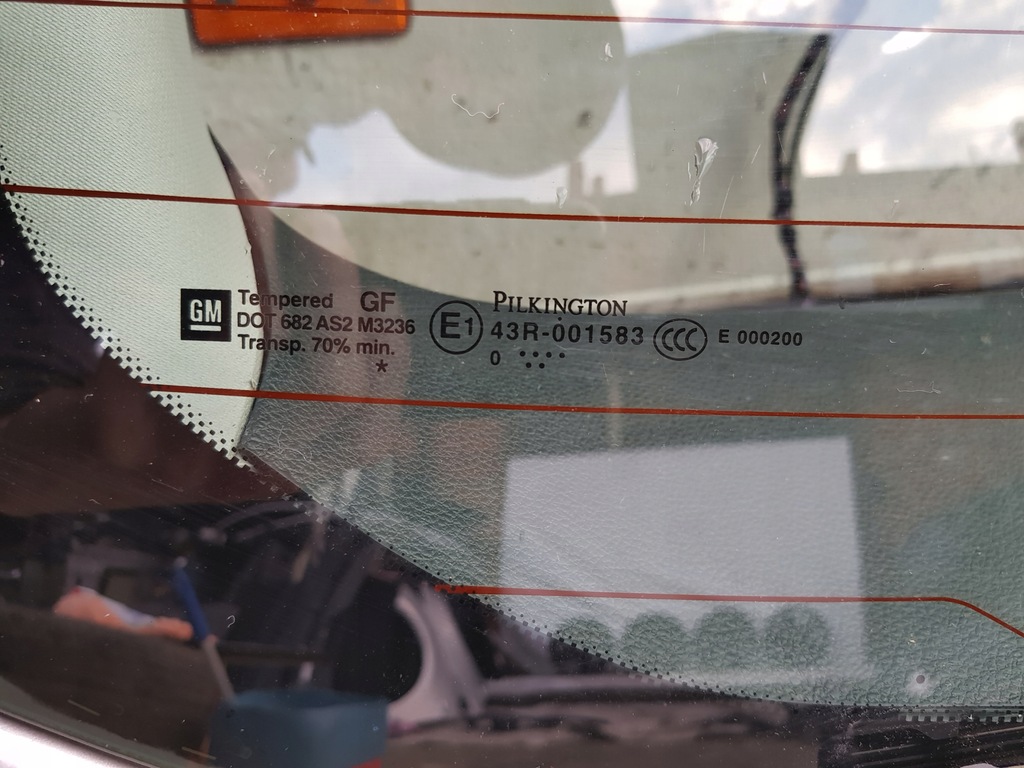 GM
Tempered GF
DOT 682 AS2 M3236
Transp. 70% min.
*
E1
PILKINGTON
43R-001583
0
CCC
E 000200